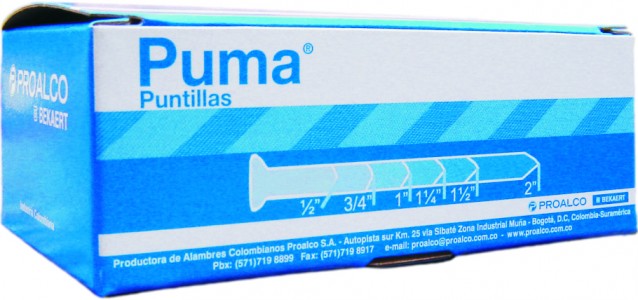 Puma®
Puntillas
PROALCO
BEKAERT
Industria Colombiana
½" 3/4" 1" 1¼" 1½" 2"
PROALCO BEKAERT
Productora de Alambres Colombianos Proalco S.A. - Autopista sur Km. 25 vía Sibaté Zona Industrial Muña - Bogotá, D.C, Colombia-Suramérica
Pbx: (571)719 8899 Fax: (571)719 8917 e-mail: proalco@proalco.com.co - www.proalco.com.co